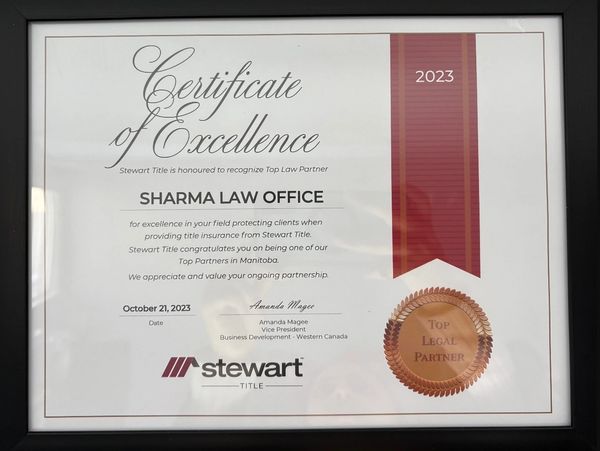 Certificate
of Excellence
2023
Stewart Title is honoured to recognize Top Law Partner
SHARMA LAW OFFICE
for excellence in your field protecting clients when
providing title insurance from Stewart Title.
Stewart Title congratulates you on being one of our
Top Partners in Manitoba.
We appreciate and value your ongoing partnership.
October 21, 2023
Date
Amanda Magee
Amanda Magee
Vice President
Business Development - Western Canada
stewart
TITLE
TOP
LEGAL
PARTNER